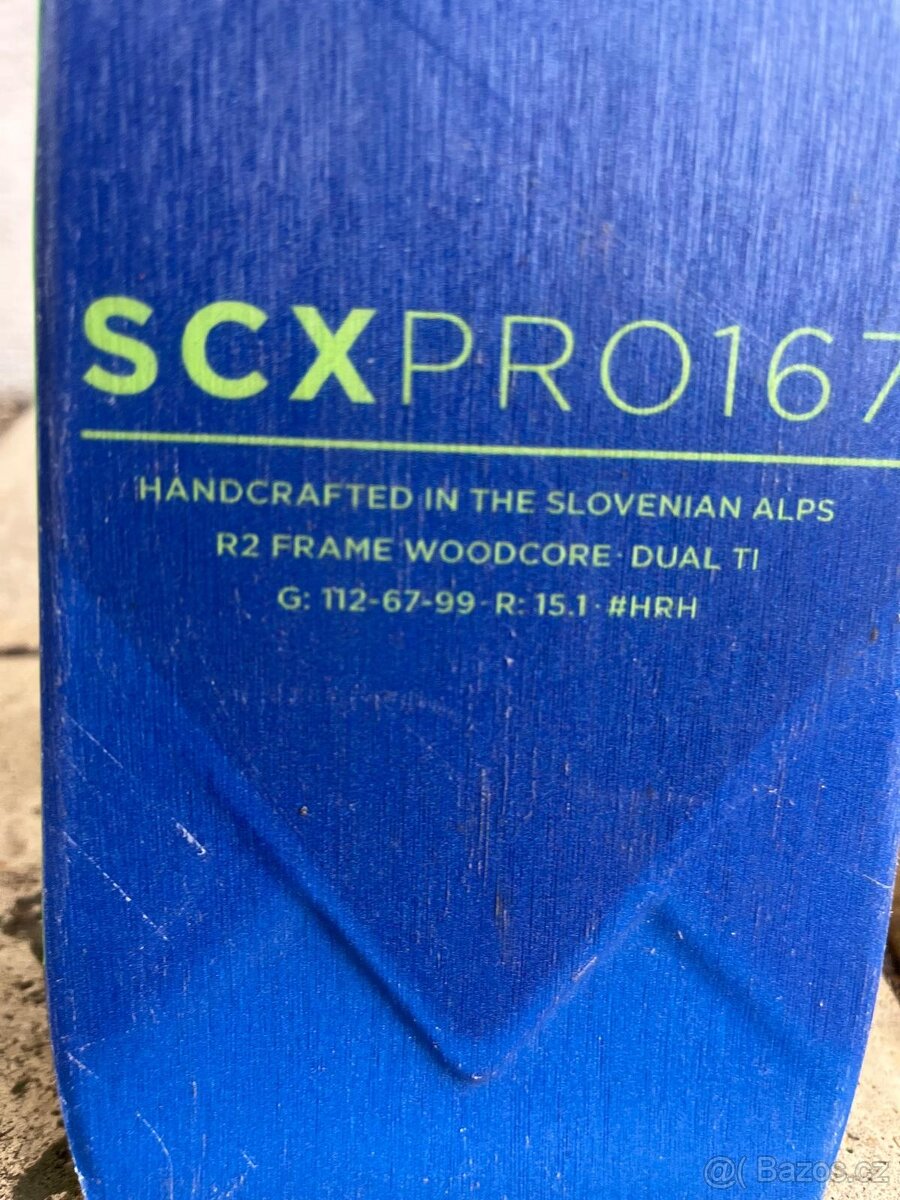 SCXPRO167
HANDCRAFTED IN THE SLOVENIAN ALPS
R2 FRAME WOODCORE · DUAL TI
G: 112-67-99 · R: 15.1 · #HRH
@( Bazos.cz